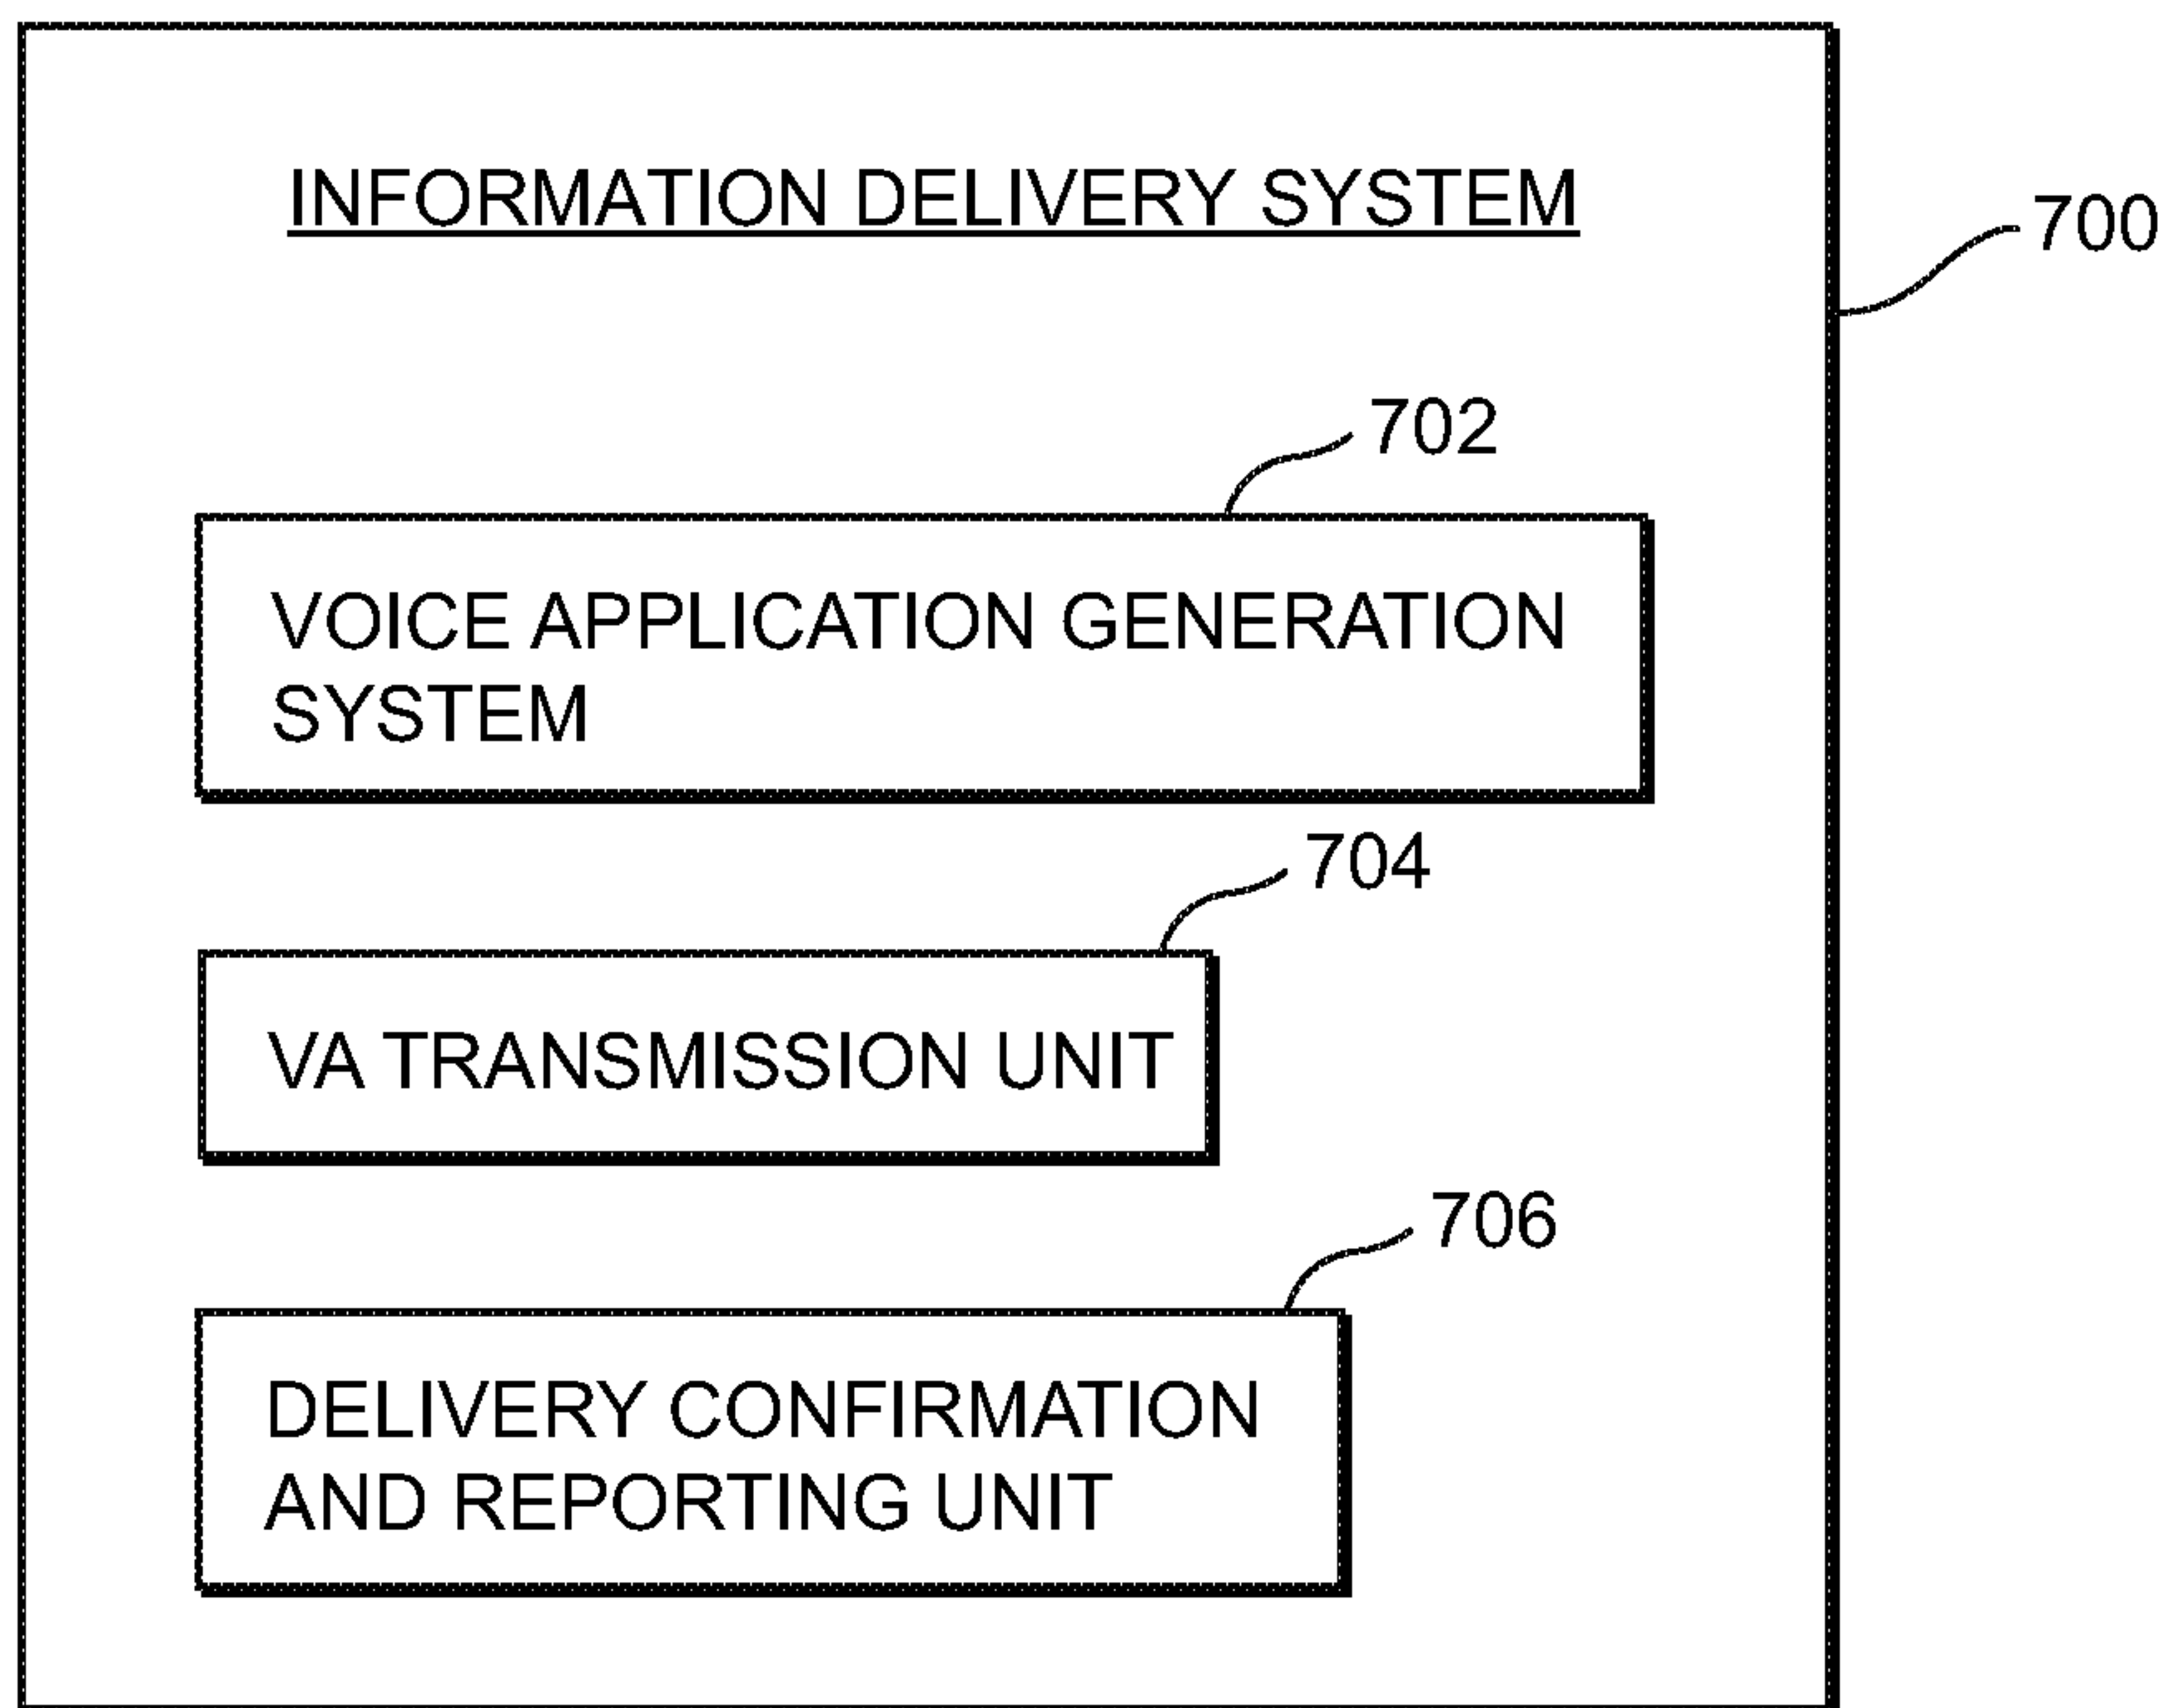 INFORMATION DELIVERY SYSTEM
700
702
VOICE APPLICATION GENERATION
SYSTEM
704
VA TRANSMISSION UNIT
706
DELIVERY CONFIRMATION
AND REPORTING UNIT